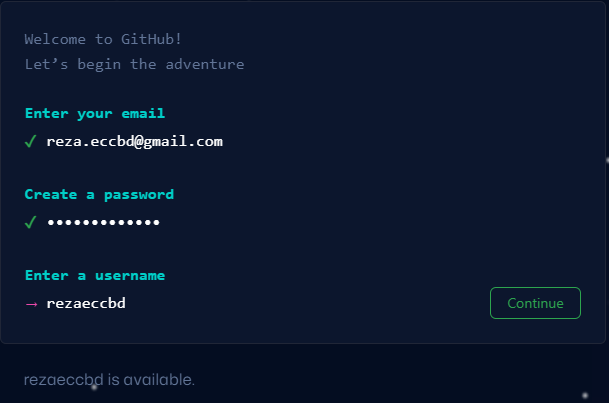 Welcome to GitHub!
Let’s begin the adventure
Enter your email
✓ reza.eccbd@gmail.com
Create a password
✓ •••••••••••••
Enter a username
→ rezaeccbd
Continue
rezaeccbd is available.